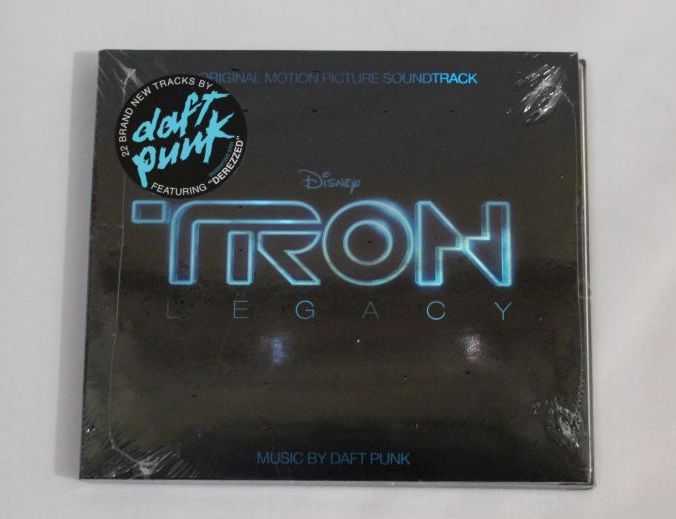 ORIGINAL MOTION PICTURE SOUNDTRACK
22 BRAND NEW TRACKS BY
daft
punk
FEATURING "DEREZZED"
Disney
TRON
LEGACY
MUSIC BY DAFT PUNK